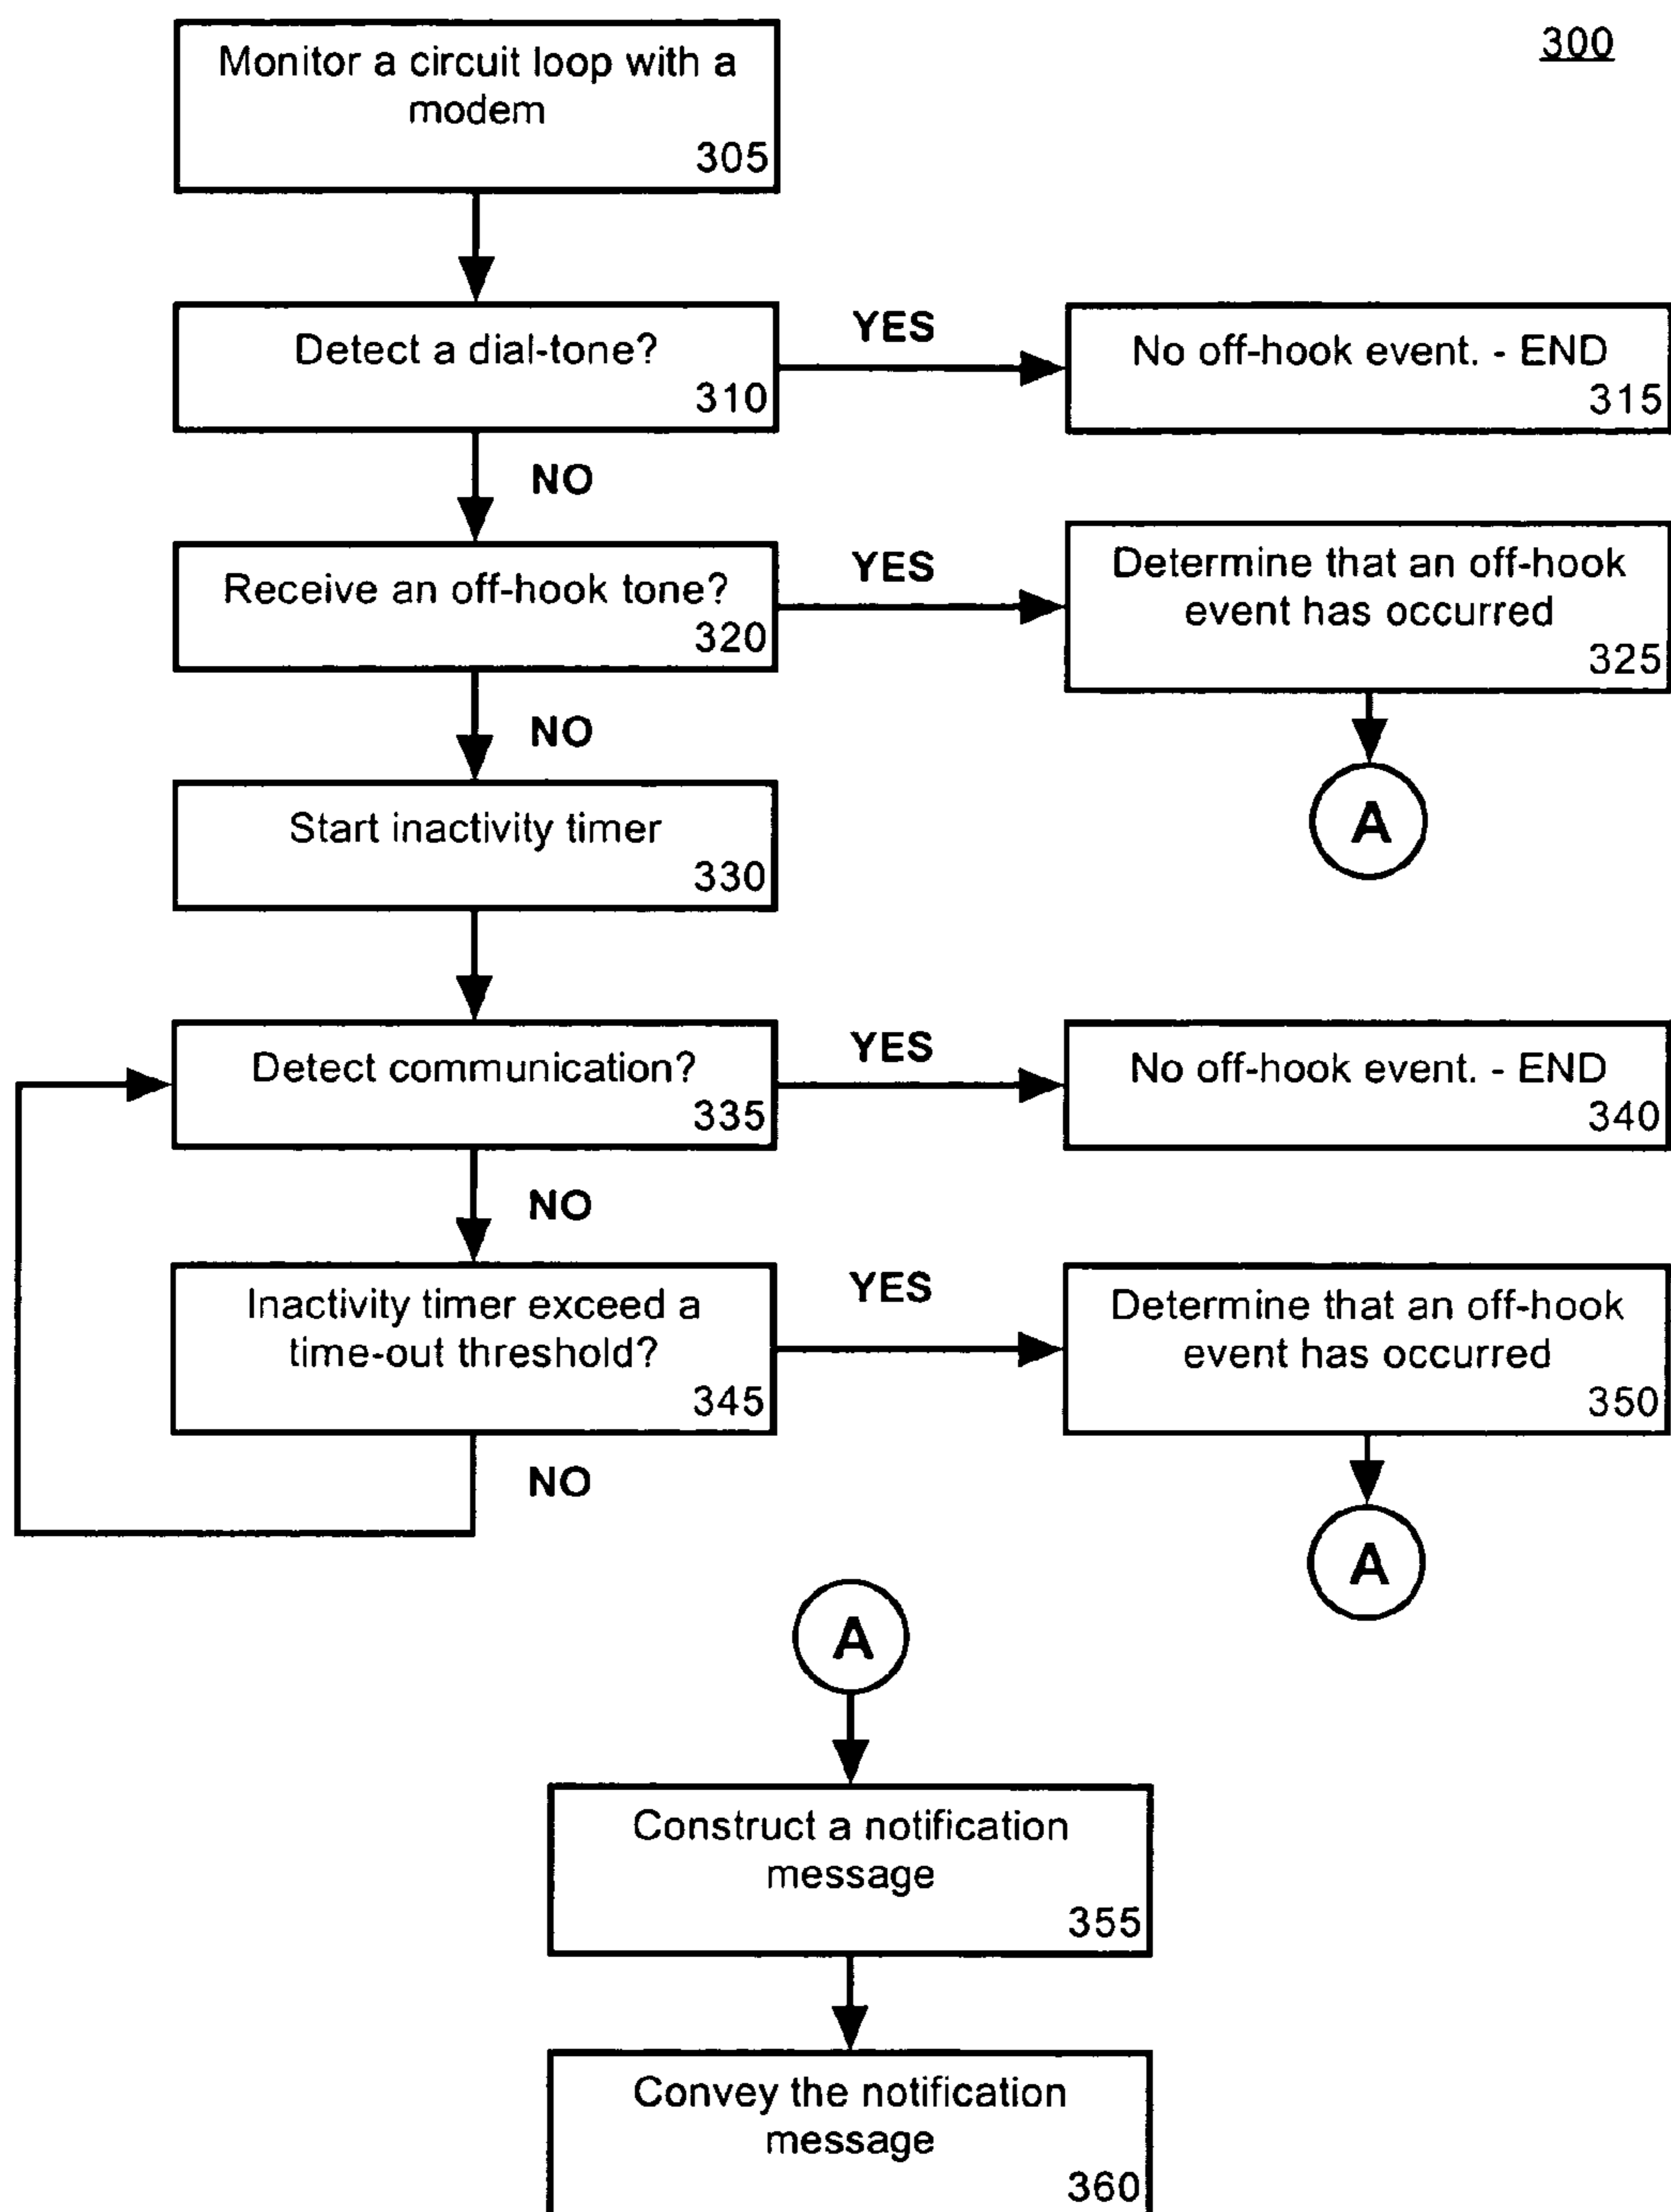 300
Monitor a circuit loop with a
modem
305
Detect a dial-tone?
310
YES
No off-hook event. - END
315
NO
Receive an off-hook tone?
320
YES
Determine that an off-hook
event has occurred
325
A
NO
Start inactivity timer
330
Detect communication?
335
YES
No off-hook event. - END
340
NO
Inactivity timer exceed a
time-out threshold?
345
YES
Determine that an off-hook
event has occurred
350
A
NO
A
Construct a notification
message
355
Convey the notification
message
360